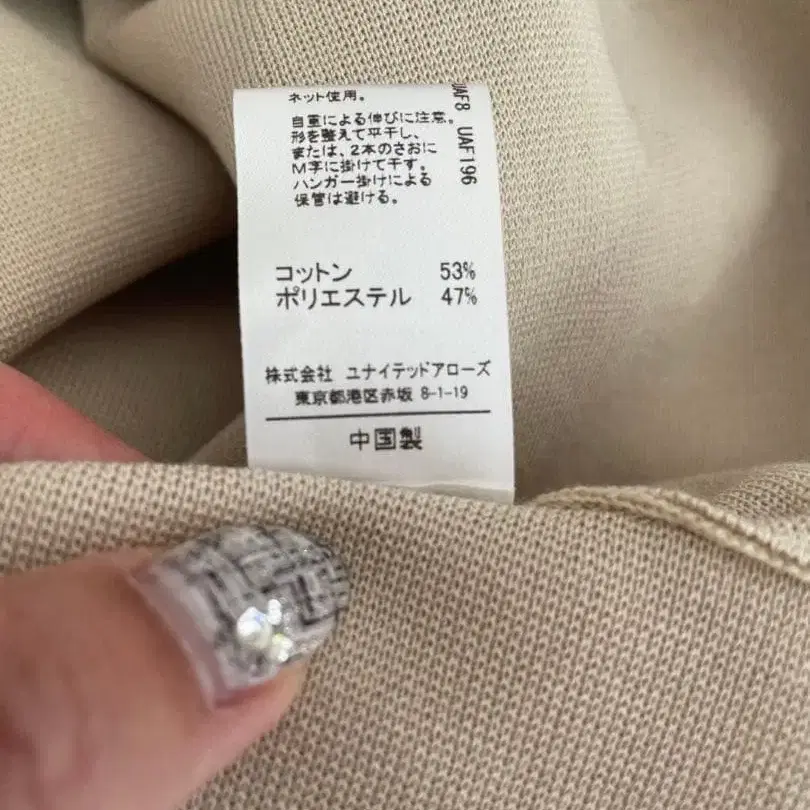 ネット使用。
自重による伸びに注意。
形を整えて平干し、
または、2本のさおに
M字に掛けて干す。
ハンガー掛けによる
保管は避ける。
UAF8 UAF196
コットン 53%
ポリエステル 47%
株式会社 ユナイテッドアローズ
東京都港区赤坂 8-1-19
中国製